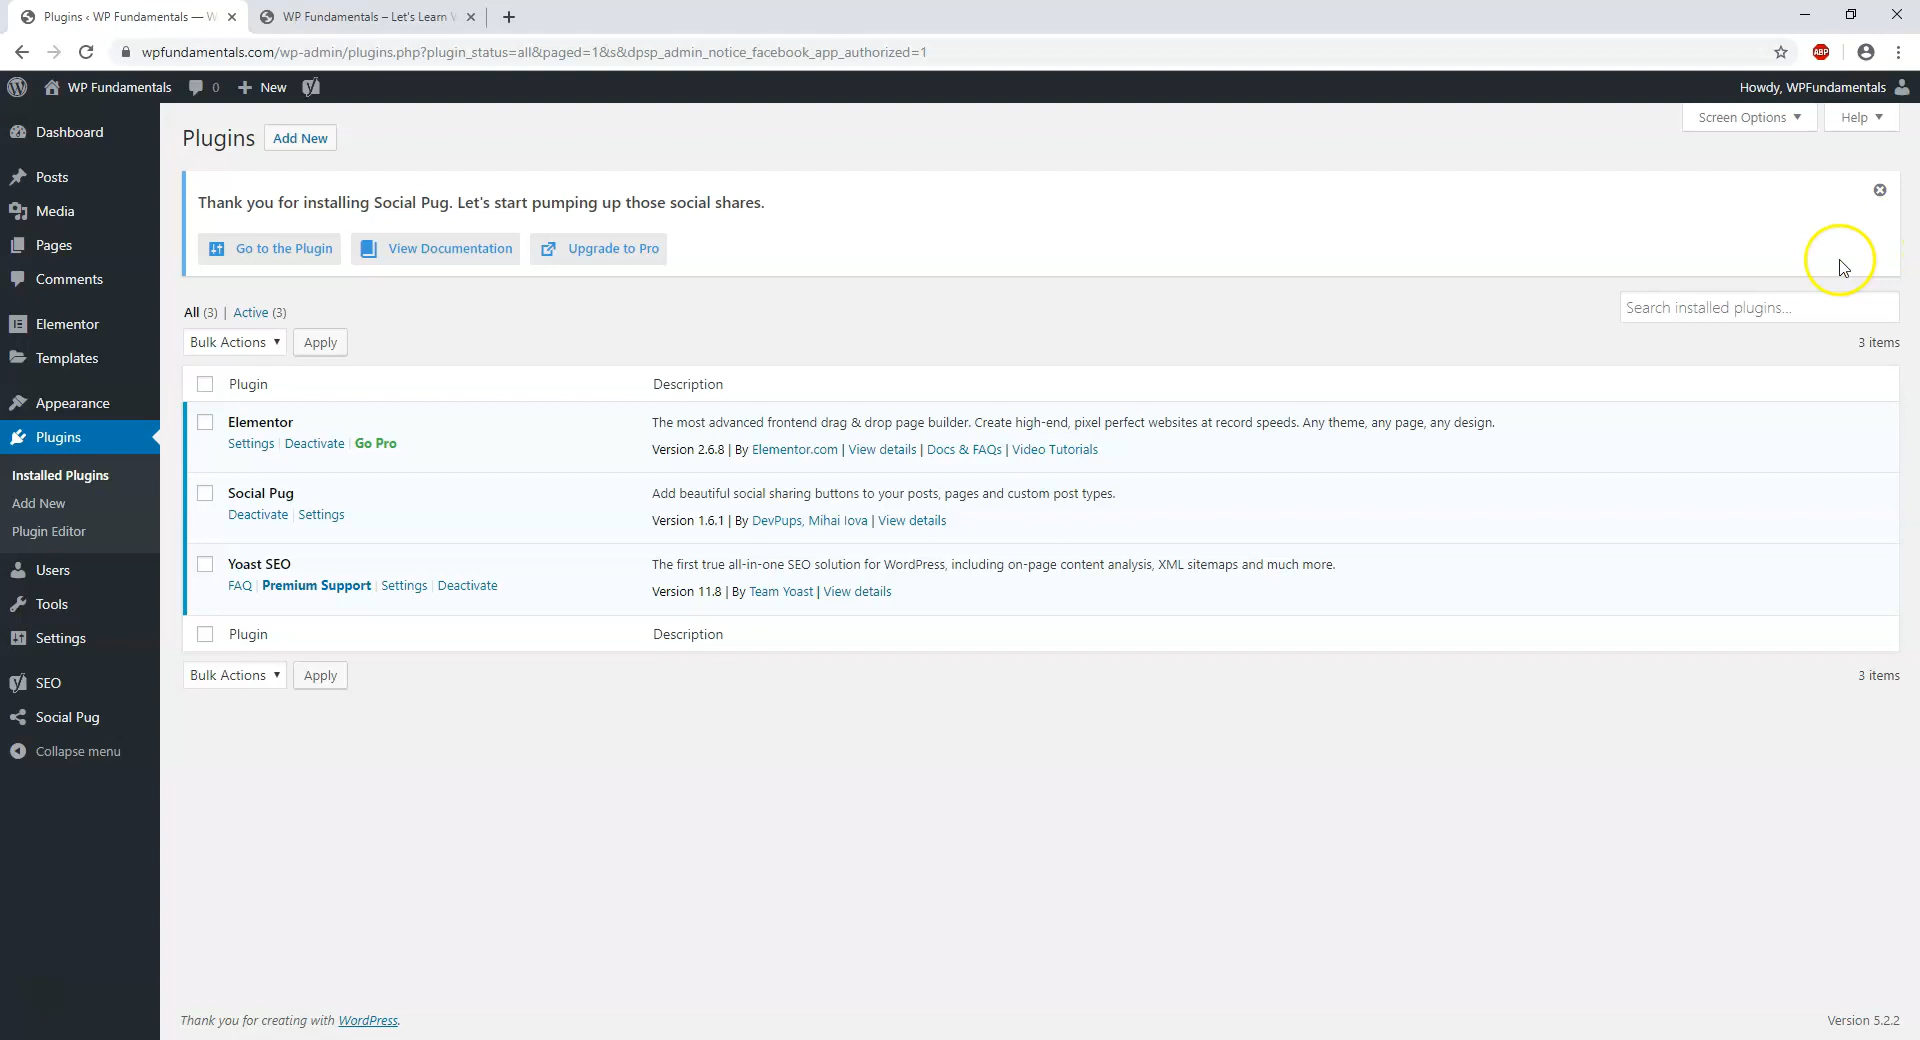 Plugins ‹ WP Fundamentals — W
WP Fundamentals – Let's Learn
wpfundamentals.com/wp-admin/plugins.php?plugin_status=all&paged=1&s&dpsp_admin_notice_facebook_app_authorized=1
ABP
WP Fundamentals 0 New
Howdy, WPFundamentals
Screen Options Help
Dashboard
Posts
Media
Pages
Comments
Elementor
Templates
Appearance
Plugins
Installed Plugins
Add New
Plugin Editor
Users
Tools
Settings
SEO
Social Pug
Collapse menu
Plugins Add New
Thank you for installing Social Pug. Let's start pumping up those social shares.
Go to the Plugin View Documentation Upgrade to Pro
All (3) | Active (3)
Search installed plugins...
Bulk Actions Apply
3 items
Plugin Description
Elementor
Settings | Deactivate | Go Pro
The most advanced frontend drag & drop page builder. Create high-end, pixel perfect websites at record speeds. Any theme, any page, any design.
Version 2.6.8 | By Elementor.com | View details | Docs & FAQs | Video Tutorials
Social Pug
Deactivate | Settings
Add beautiful social sharing buttons to your posts, pages and custom post types.
Version 1.6.1 | By DevPups, Mihai Iova | View details
Yoast SEO
FAQ | Premium Support | Settings | Deactivate
The first true all-in-one SEO solution for WordPress, including on-page content analysis, XML sitemaps and much more.
Version 11.8 | By Team Yoast | View details
Plugin Description
Bulk Actions Apply
3 items
Thank you for creating with WordPress.
Version 5.2.2